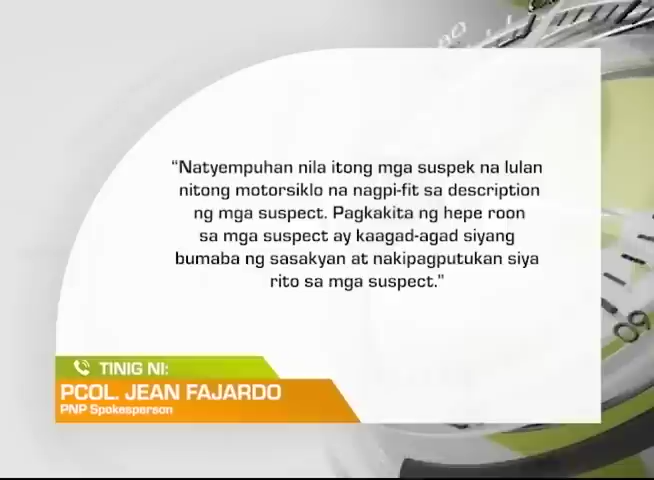 “Natyempuhan nila itong mga suspek na lulan
nitong motorsiklo na nagpi-fit sa description
ng mga suspect. Pagkakita ng hepe roon
sa mga suspect ay kaagad-agad siyang
bumaba ng sasakyan at nakipagputukan siya
rito sa mga suspect.”
TINIG NI:
PCOL. JEAN FAJARDO
PNP Spokesperson
60